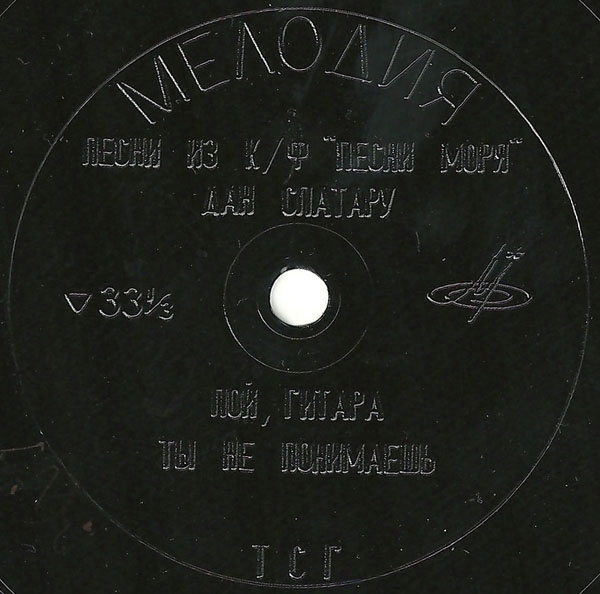 МЕЛОДИЯ
ПЕСНИ ИЗ К/Ф "ПЕСНИ МОРЯ"
ДАН СПАТАРУ
▽ 33⅓
ПОЙ, ГИТАРА
ТЫ НЕ ПОНИМАЕШЬ
ТСГ